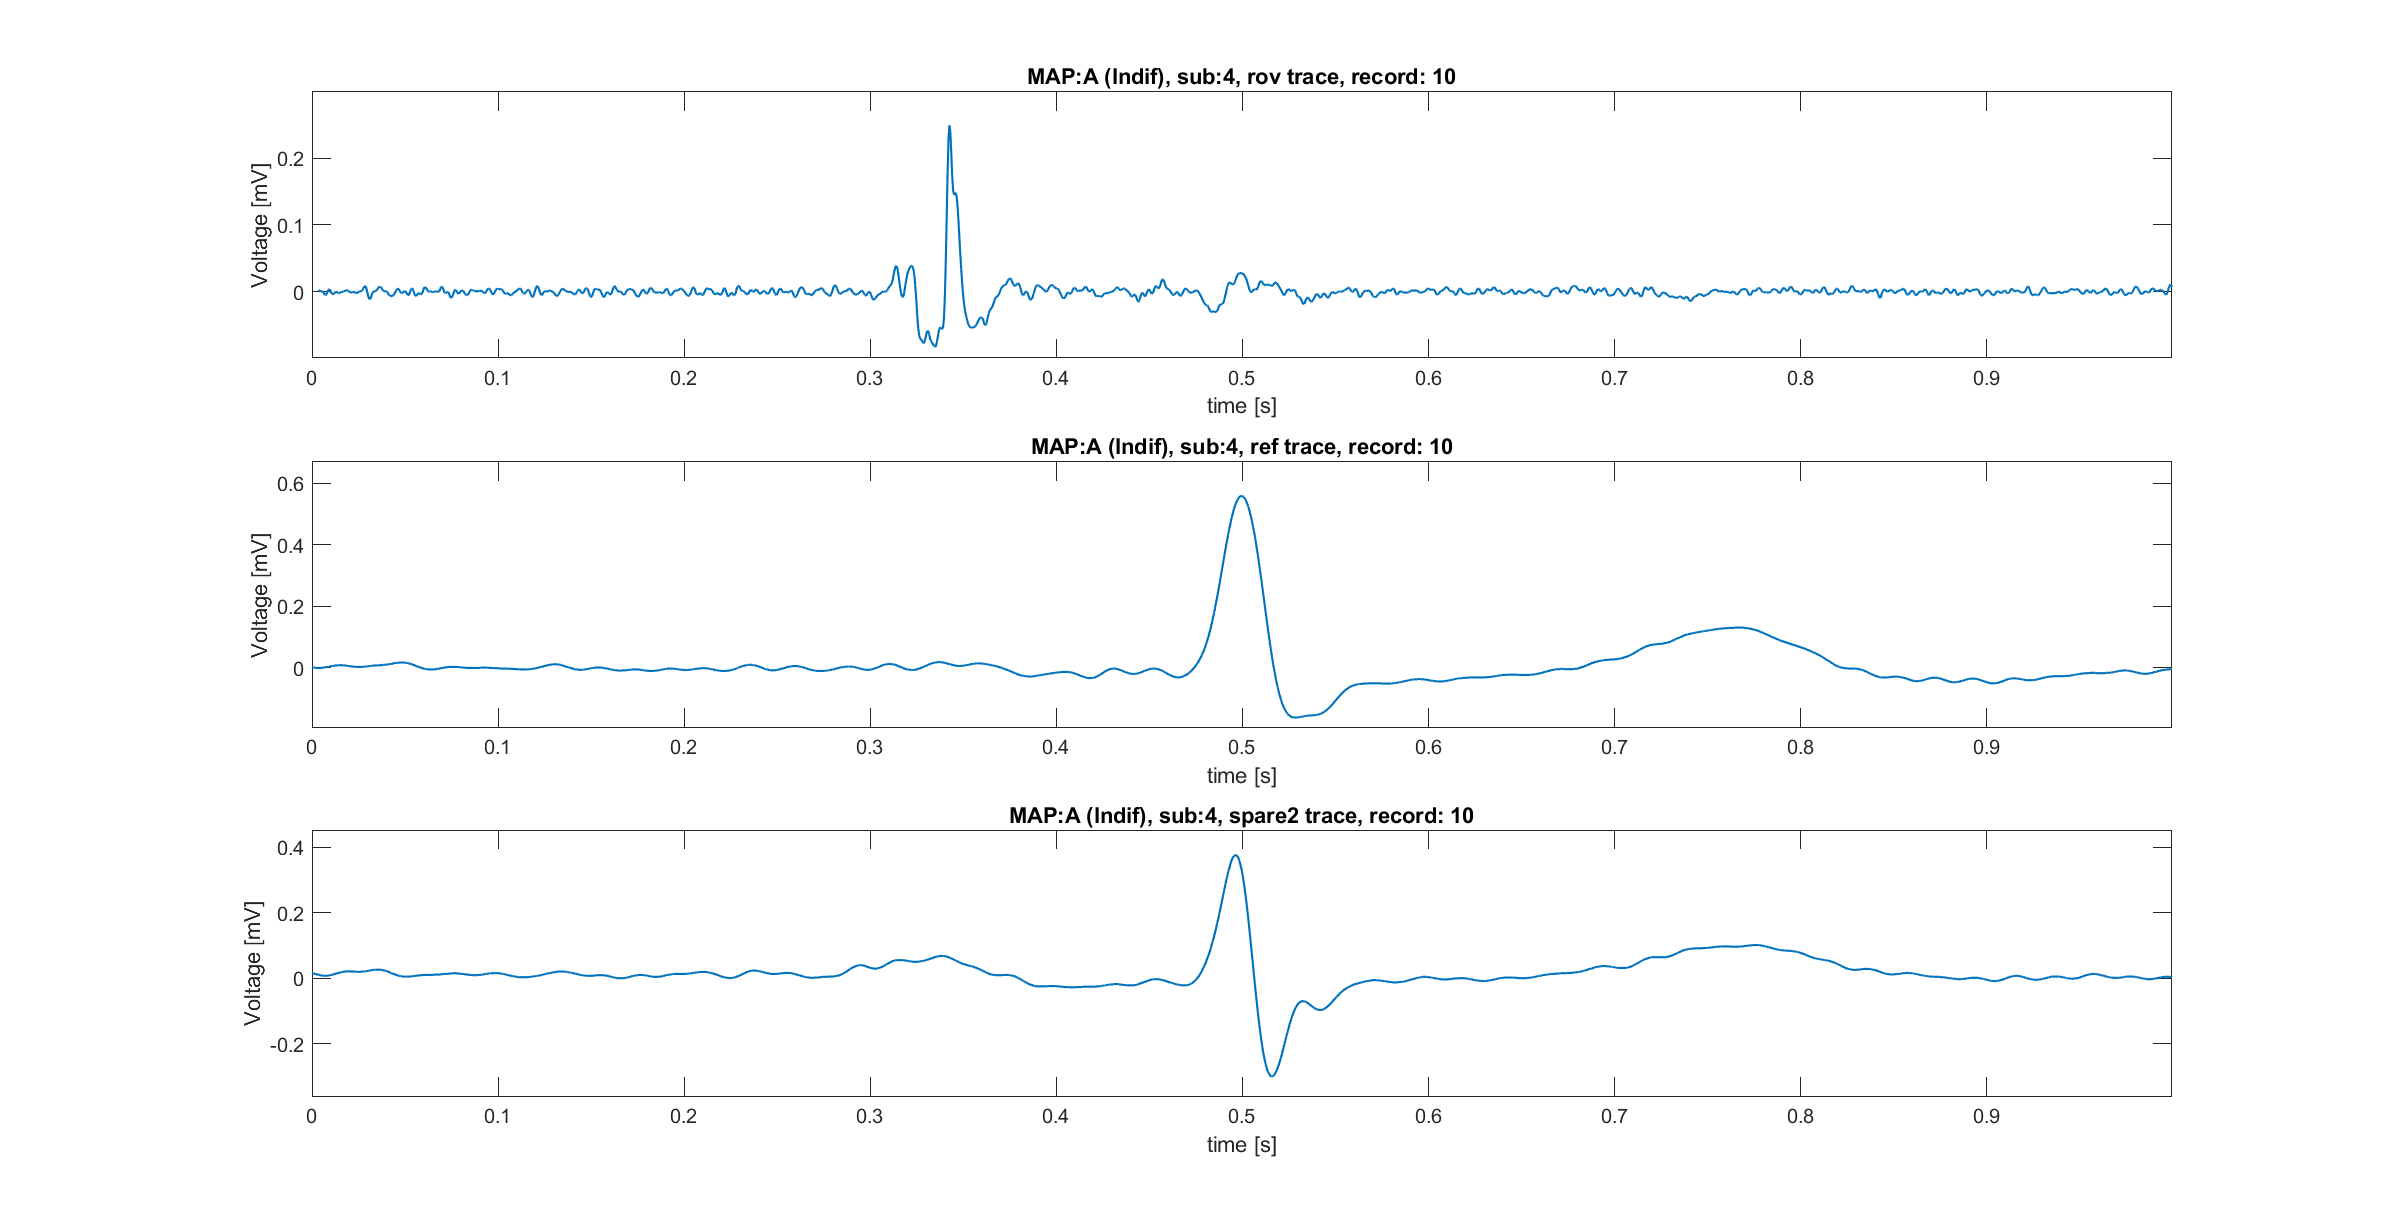 MAP:A (Indif), sub:4, rov trace, record: 10
Voltage [mV]
0.2
0.1
0
0 0.1 0.2 0.3 0.4 0.5 0.6 0.7 0.8 0.9
time [s]
MAP:A (Indif), sub:4, ref trace, record: 10
Voltage [mV]
0.6
0.4
0.2
0
0 0.1 0.2 0.3 0.4 0.5 0.6 0.7 0.8 0.9
time [s]
MAP:A (Indif), sub:4, spare2 trace, record: 10
Voltage [mV]
0.4
0.2
0
-0.2
0 0.1 0.2 0.3 0.4 0.5 0.6 0.7 0.8 0.9
time [s]